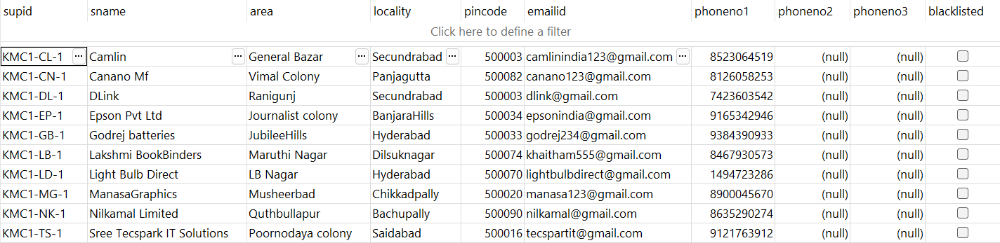 supid sname area locality pincode emailid phoneno1 phoneno2 phoneno3 blacklisted
Click here to define a filter
KMC1-CL-1 ... Camlin ... General Bazar ... Secundrabad ... 500003 camlinindia123@gmail.com ... 8523064519 (null) (null)
KMC1-CN-1 Canano Mf Vimal Colony Panjagutta 500082 canano123@gmail.com 8126058253 (null) (null)
KMC1-DL-1 DLink Ranigunj Secundrabad 500003 dlink@gmail.com 7423603542 (null) (null)
KMC1-EP-1 Epson Pvt Ltd Journalist colony BanjaraHills 500034 epsonindia@gmail.com 9165342946 (null) (null)
KMC1-GB-1 Godrej batteries JubileeHills Hyderabad 500033 godrej234@gmail.com 9384390933 (null) (null)
KMC1-LB-1 Lakshmi BookBinders Maruthi Nagar Dilsuknagar 500074 khaitham555@gmail.com 8467930573 (null) (null)
KMC1-LD-1 Light Bulb Direct LB Nagar Hyderabad 500070 lightbulbdirect@gmail.com 1494723286 (null) (null)
KMC1-MG-1 ManasaGraphics Musheerbad Chikkadpally 500020 manasa123@gmail.com 8900045670 (null) (null)
KMC1-NK-1 Nilkamal Limited Quthbullapur Bachupally 500090 nilkamal@gmail.com 8635290274 (null) (null)
KMC1-TS-1 Sree Tecspark IT Solutions Poornodaya colony Saidabad 500016 tecspartit@gmail.com 9121763912 (null) (null)